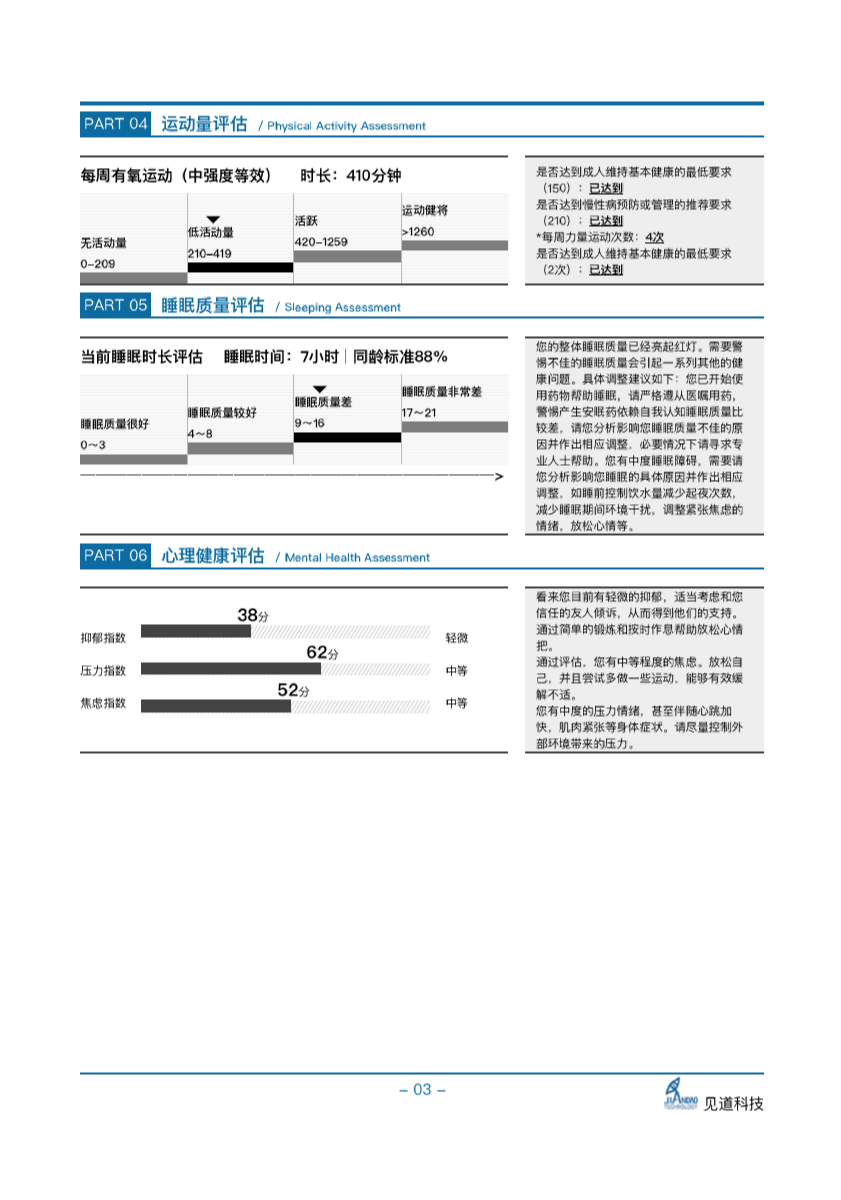 PART 04 运动量评估 / Physical Activity Assessment
每周有氧运动（中强度等效） 时长：410分钟
无活动量
0-209
低活动量
210-419
活跃
420-1259
运动健将
>1260
是否达到成人维持基本健康的最低要求
（150）：已达到
是否达到慢性病预防或管理的推荐要求
（210）：已达到
*每周力量运动次数：4次
是否达到成人维持基本健康的最低要求
（2次）：已达到
PART 05 睡眠质量评估 / Sleeping Assessment
当前睡眠时长评估 睡眠时间：7小时｜同龄标准88%
睡眠质量很好
0～3
睡眠质量较好
4～8
睡眠质量差
9～16
睡眠质量非常差
17～21
您的整体睡眠质量已经亮起红灯。需要警
惕不佳的睡眠质量会引起一系列其他的健
康问题。具体调整建议如下：您已开始使
用药物帮助睡眠，请严格遵从医嘱用药，
警惕产生安眠药依赖自我认知睡眠质量比
较差，请您分析影响您睡眠质量不佳的原
因并作出相应调整，必要情况下请寻求专
业人士帮助。您有中度睡眠障碍，需要请
您分析影响您睡眠的具体原因并作出相应
调整，如睡前控制饮水量减少起夜次数，
减少睡眠期间环境干扰，调整紧张焦虑的
情绪，放松心情等。
PART 06 心理健康评估 / Mental Health Assessment
抑郁指数 38分 轻微
压力指数 62分 中等
焦虑指数 52分 中等
看来您目前有轻微的抑郁，适当考虑和您
信任的友人倾诉，从而得到他们的支持。
通过简单的锻炼和按时作息帮助放松心情
把。
通过评估，您有中等程度的焦虑。放松自
己，并且尝试多做一些运动，能够有效缓
解不适。
您有中度的压力情绪，甚至伴随心跳加
快，肌肉紧张等身体症状。请尽量控制外
部环境带来的压力。
- 03 -
JIANDAO
TECHNOLOGY
见道科技